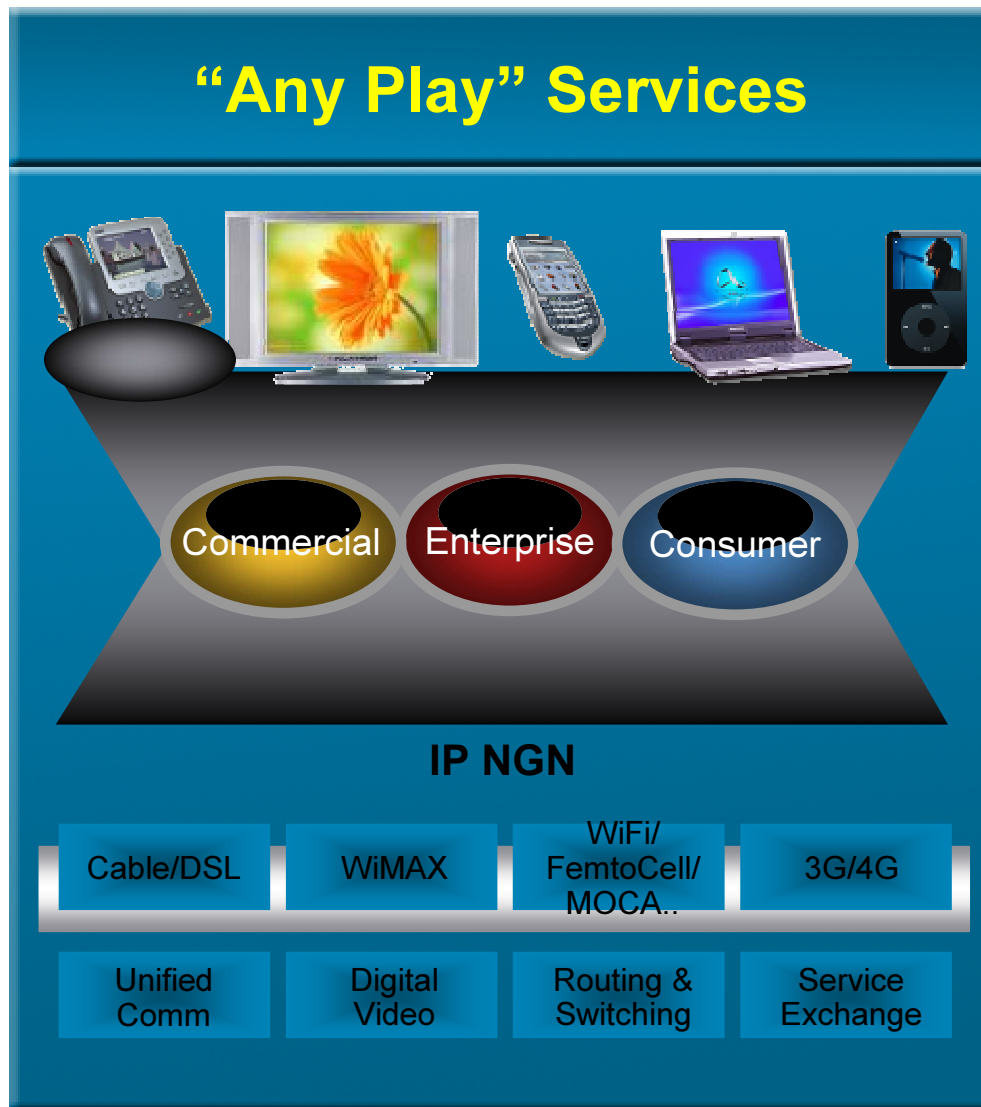 “Any Play” Services
Commercial
Enterprise
Consumer
IP NGN
Cable/DSL
WiMAX
WiFi/
FemtoCell/
MOCA..
3G/4G
Unified
Comm
Digital
Video
Routing &
Switching
Service
Exchange